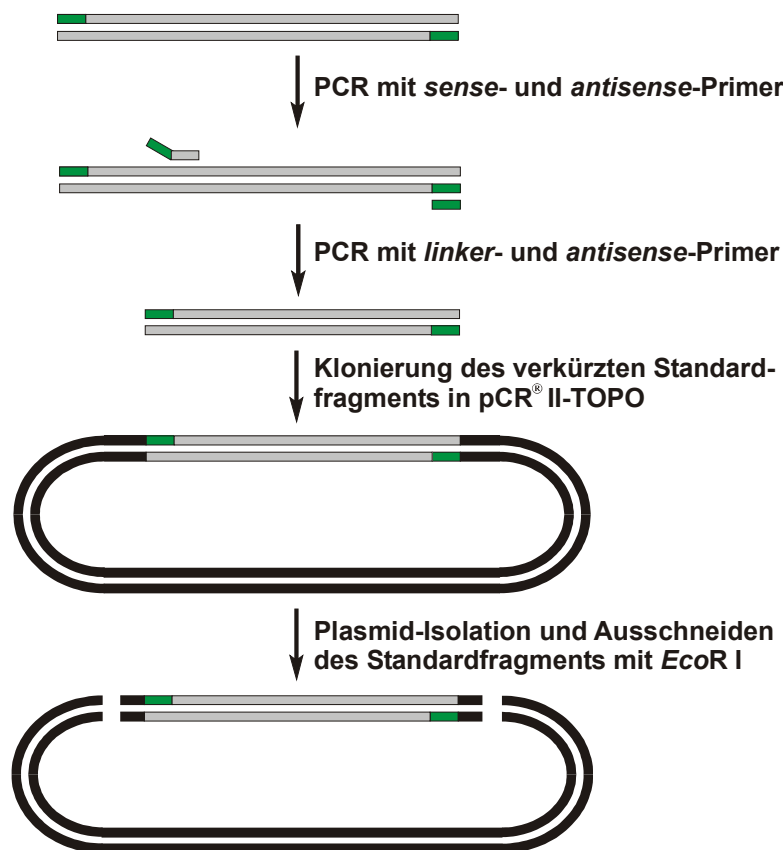 PCR mit sense- und antisense-Primer
PCR mit linker- und antisense-Primer
Klonierung des verkürzten Standard-
fragments in pCR® II-TOPO
Plasmid-Isolation und Ausschneiden
des Standardfragments mit EcoR I